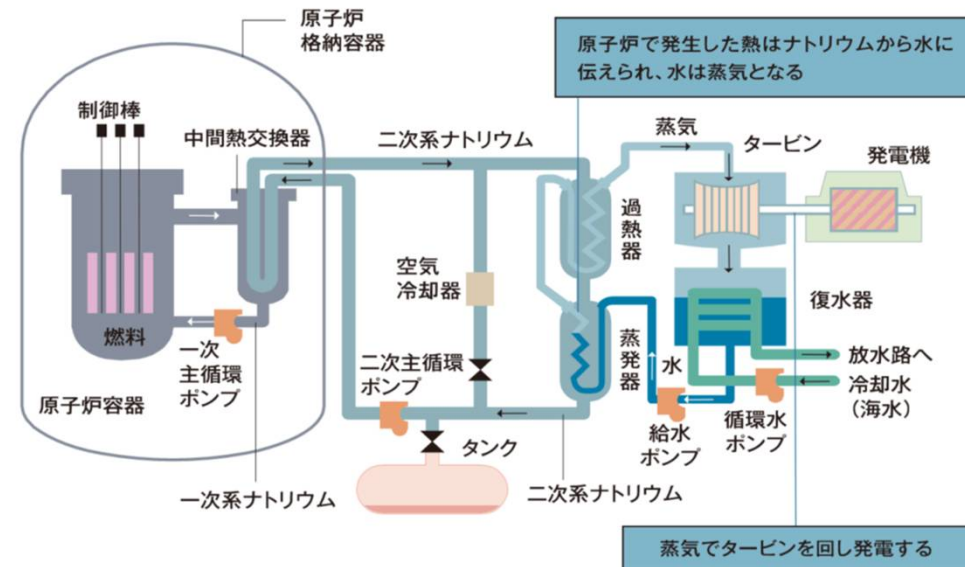 原子炉
格納容器
原子炉で発生した熱はナトリウムから水に
伝えられ、水は蒸気となる
制御棒
中間熱交換器
二次系ナトリウム
蒸気
タービン
発電機
過熱器
空気
冷却器
復水器
燃料
一次
主循環
ポンプ
二次主循環
ポンプ
蒸発器
水
放水路へ
冷却水
（海水）
原子炉容器
給水
ポンプ
循環水
ポンプ
タンク
一次系ナトリウム
二次系ナトリウム
蒸気でタービンを回し発電する